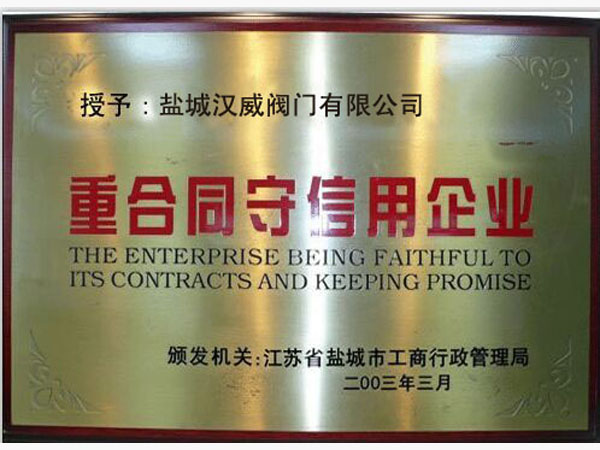 授予：盐城汉威阀门有限公司
重合同守信用企业
THE ENTERPRISE BEING FAITHFUL TO
ITS CONTRACTS AND KEEPING PROMISE
颁发机关：江苏省盐城市工商行政管理局
二00三年三月